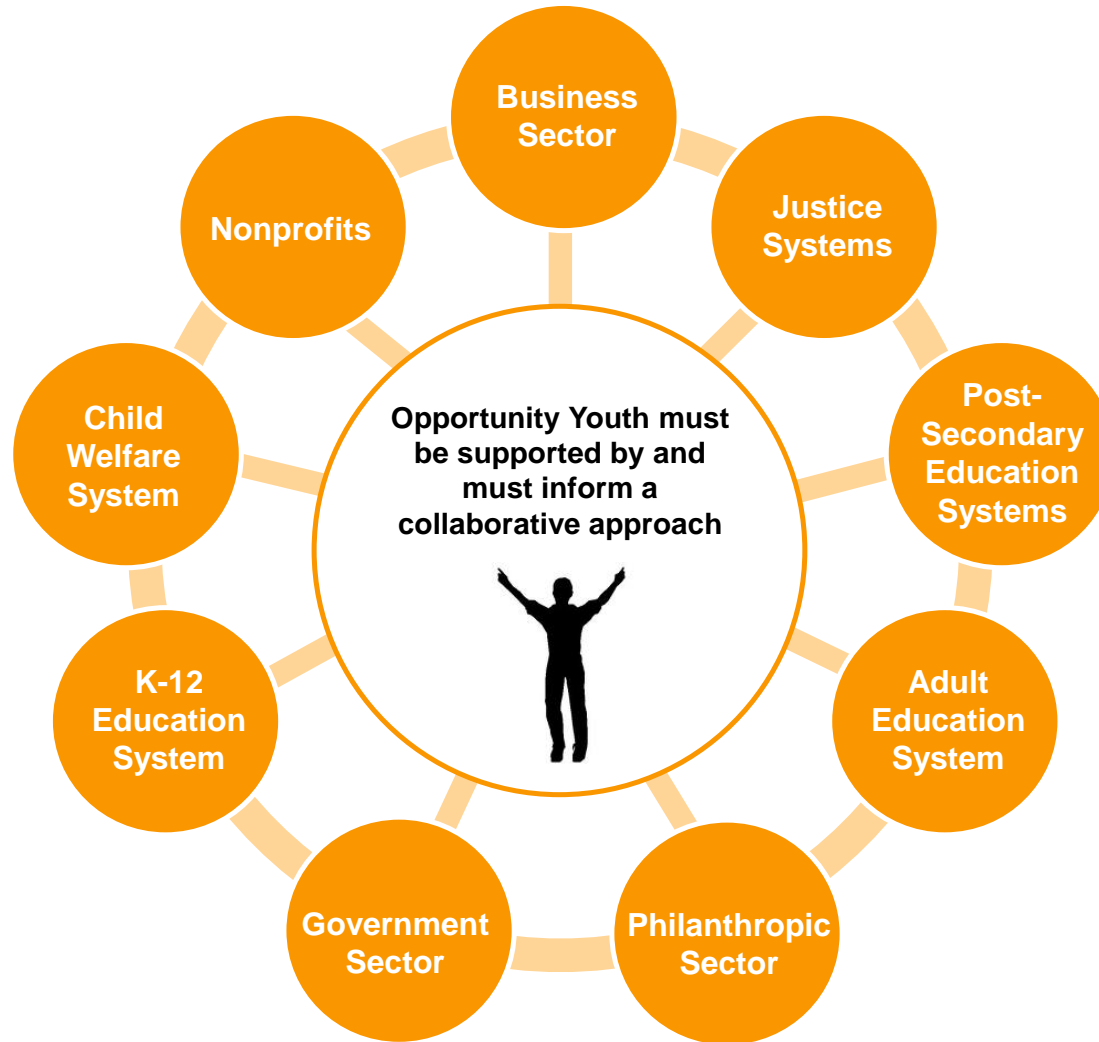 Business
Sector
Justice
Systems
Post-
Secondary
Education
Systems
Adult
Education
System
Philanthropic
Sector
Government
Sector
K-12
Education
System
Child
Welfare
System
Nonprofits
Opportunity Youth must
be supported by and
must inform a
collaborative approach